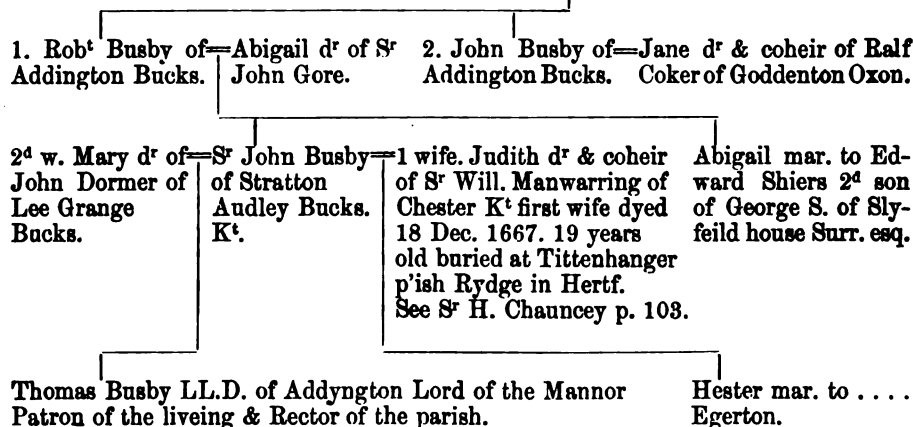 1. Robᵗ Busby of=Abigail dʳ of Sʳ
Addington Bucks. John Gore.
2. John Busby of=Jane dʳ & coheir of Ralf
Addington Bucks. Coker of Goddenton Oxon.
2ᵈ w. Mary dʳ of=Sʳ John Busby=1 wife. Judith dʳ & coheir
John Dormer of of Stratton of Sʳ Will. Manwarring of
Lee Grange Audley Bucks. Chester Kᵗ first wife dyed
Bucks. Kᵗ. 18 Dec. 1667. 19 years
old buried at Tittenhanger
p'ish Rydge in Hertf.
See Sʳ H. Chauncey p. 103.
Abigail mar. to Ed-
ward Shiers 2ᵈ son
of George S. of Sly-
feild house Surr. esq.
Thomas Busby LL.D. of Addyngton Lord of the Mannor
Patron of the liveing & Rector of the parish.
Hester mar. to . . . .
Egerton.